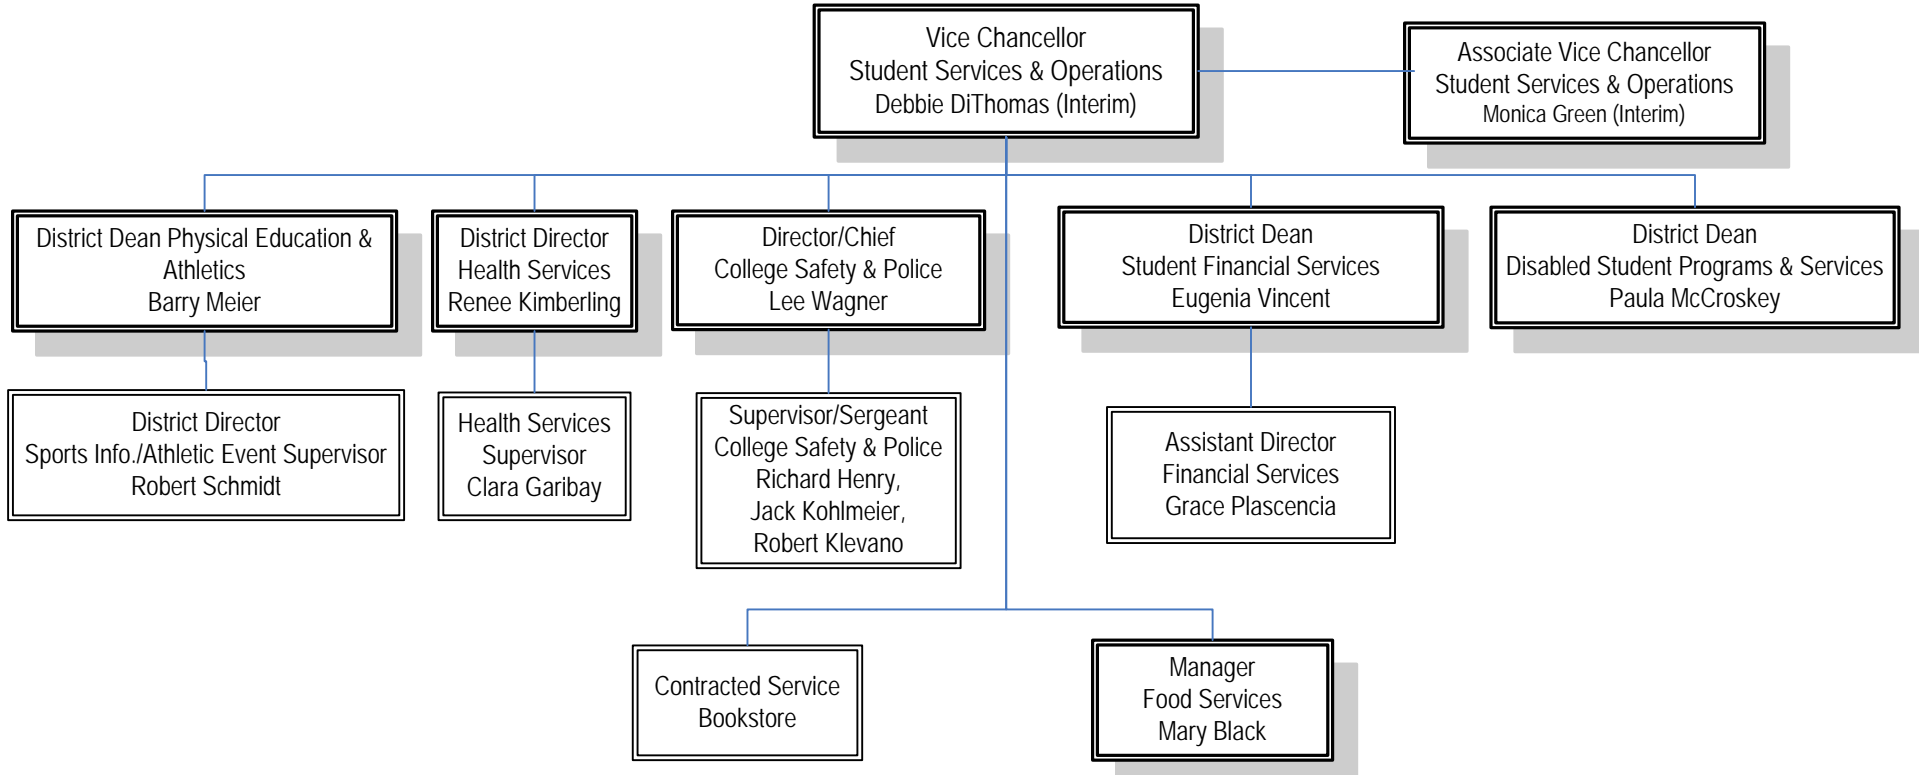 Vice Chancellor
Student Services & Operations
Debbie DiThomas (Interim)
Associate Vice Chancellor
Student Services & Operations
Monica Green (Interim)
District Dean Physical Education &
Athletics
Barry Meier
District Director
Health Services
Renee Kimberling
Director/Chief
College Safety & Police
Lee Wagner
District Dean
Student Financial Services
Eugenia Vincent
District Dean
Disabled Student Programs & Services
Paula McCroskey
District Director
Sports Info./Athletic Event Supervisor
Robert Schmidt
Health Services
Supervisor
Clara Garibay
Supervisor/Sergeant
College Safety & Police
Richard Henry,
Jack Kohlmeier,
Robert Klevano
Assistant Director
Financial Services
Grace Plascencia
Contracted Service
Bookstore
Manager
Food Services
Mary Black